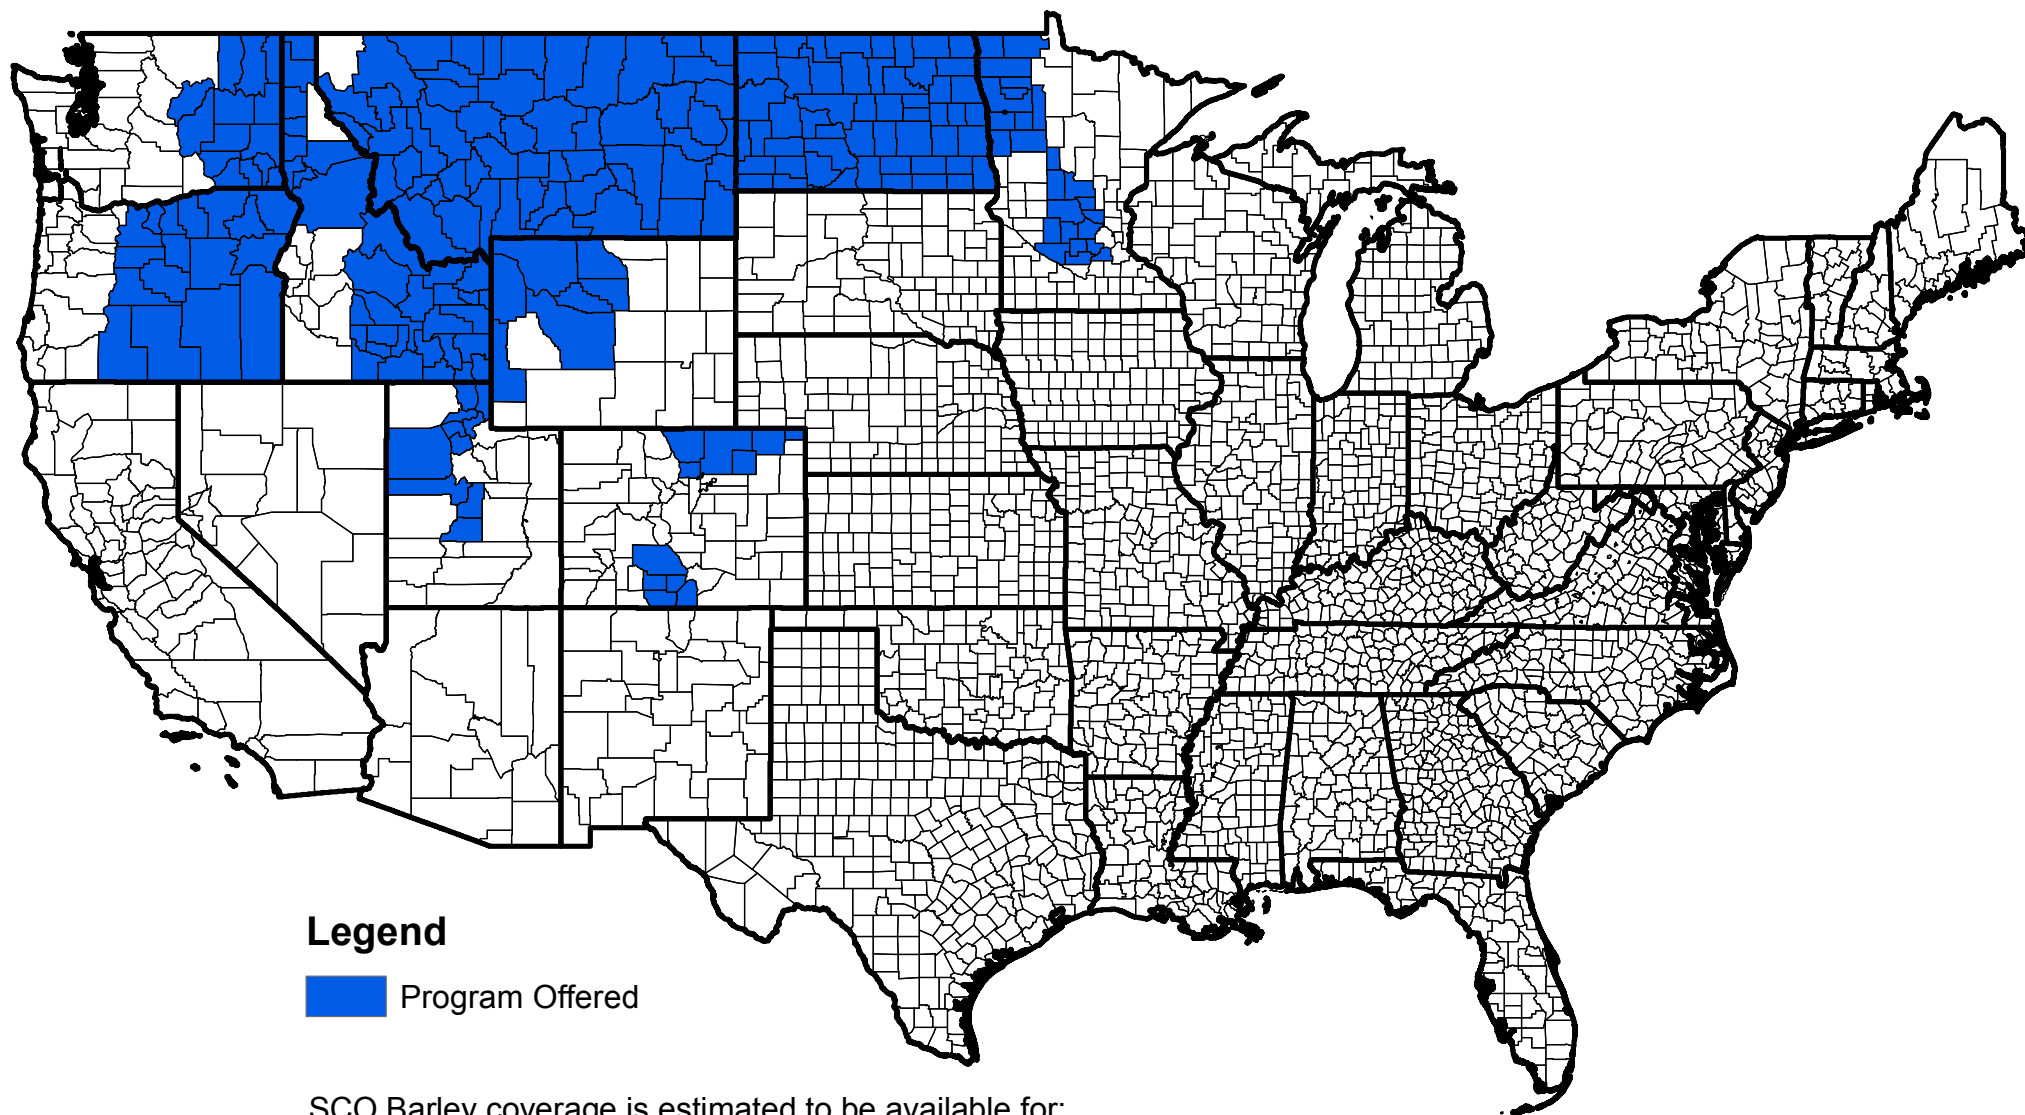 Legend
Program Offered
SCO Barley coverage is estimated to be available for: